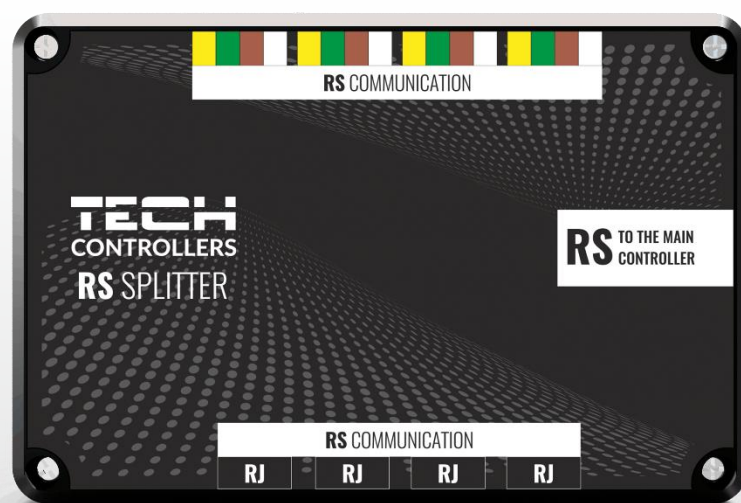 RS COMMUNICATION
TECH
CONTROLLERS
RS SPLITTER
RS TO THE MAIN
CONTROLLER
RS COMMUNICATION
RJ RJ RJ RJ